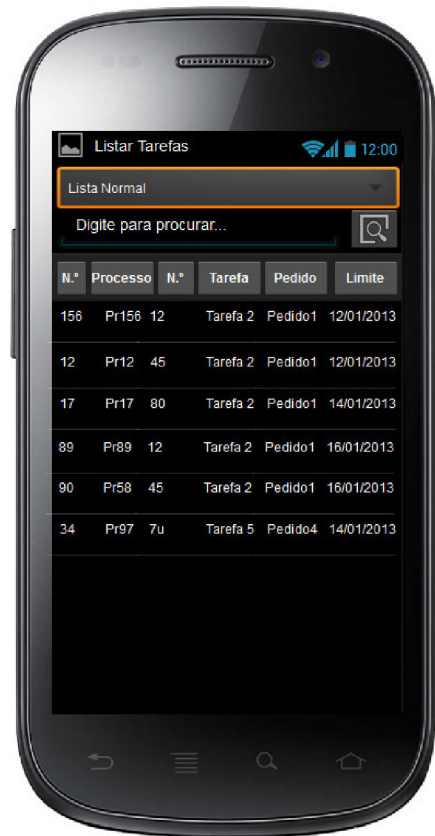 Listar Tarefas 12:00
Lista Normal
Digite para procurar...
N.º Processo N.º Tarefa Pedido Limite
156 Pr156 12 Tarefa 2 Pedido1 12/01/2013
12 Pr12 45 Tarefa 2 Pedido1 12/01/2013
17 Pr17 80 Tarefa 2 Pedido1 14/01/2013
89 Pr89 12 Tarefa 2 Pedido1 16/01/2013
90 Pr58 45 Tarefa 2 Pedido1 16/01/2013
34 Pr97 7u Tarefa 5 Pedido4 14/01/2013